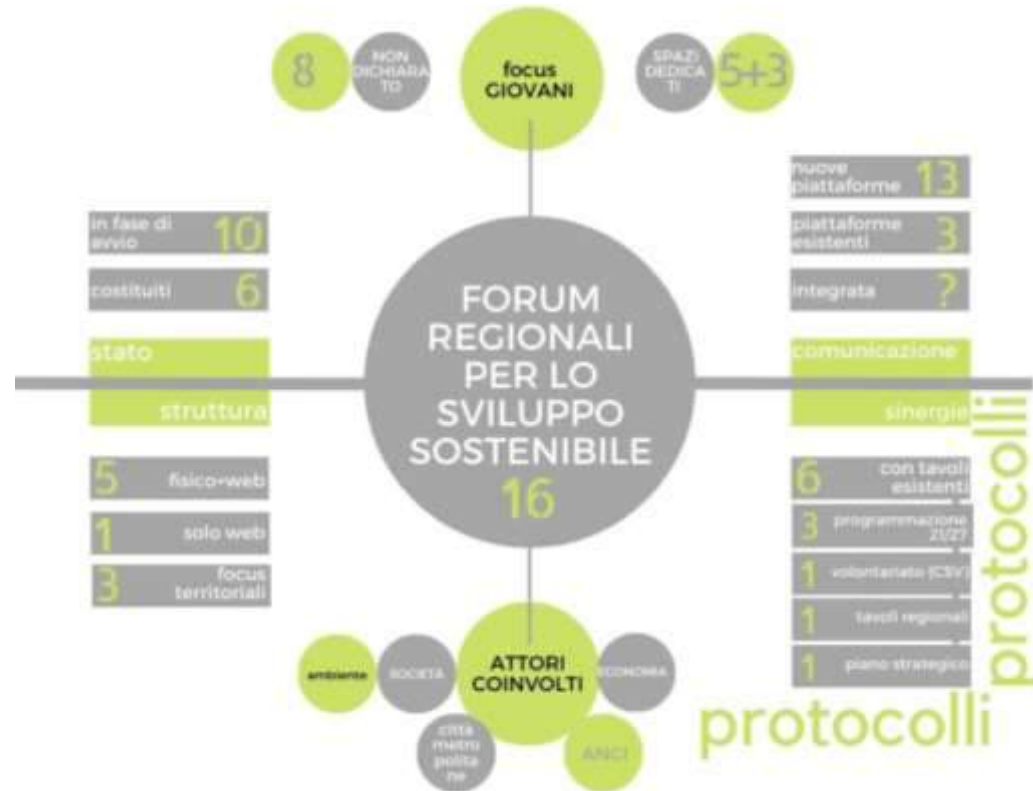 8
NON
DICHIARA
TO
focus
GIOVANI
SPAZI
DEDICA
TI
5+3
in fase di
avvio
10
costituiti
6
stato
struttura
5
fisico+web
1
solo web
3
focus
territoriali
FORUM
REGIONALI
PER LO
SVILUPPO
SOSTENIBILE
16
nuove
piattaforme
13
piattaforme
esistenti
3
integrata
?
comunicazione
sinergie
6
con tavoli
esistenti
3
programmazione
21/27
1
volontariato (CSV)
1
tavoli regionali
1
piano strategico
protocolli
protocolli
ATTORI
COINVOLTI
ambiente
SOCIETÀ
ECONOMIA
città
metro
polita
ne
ANCI